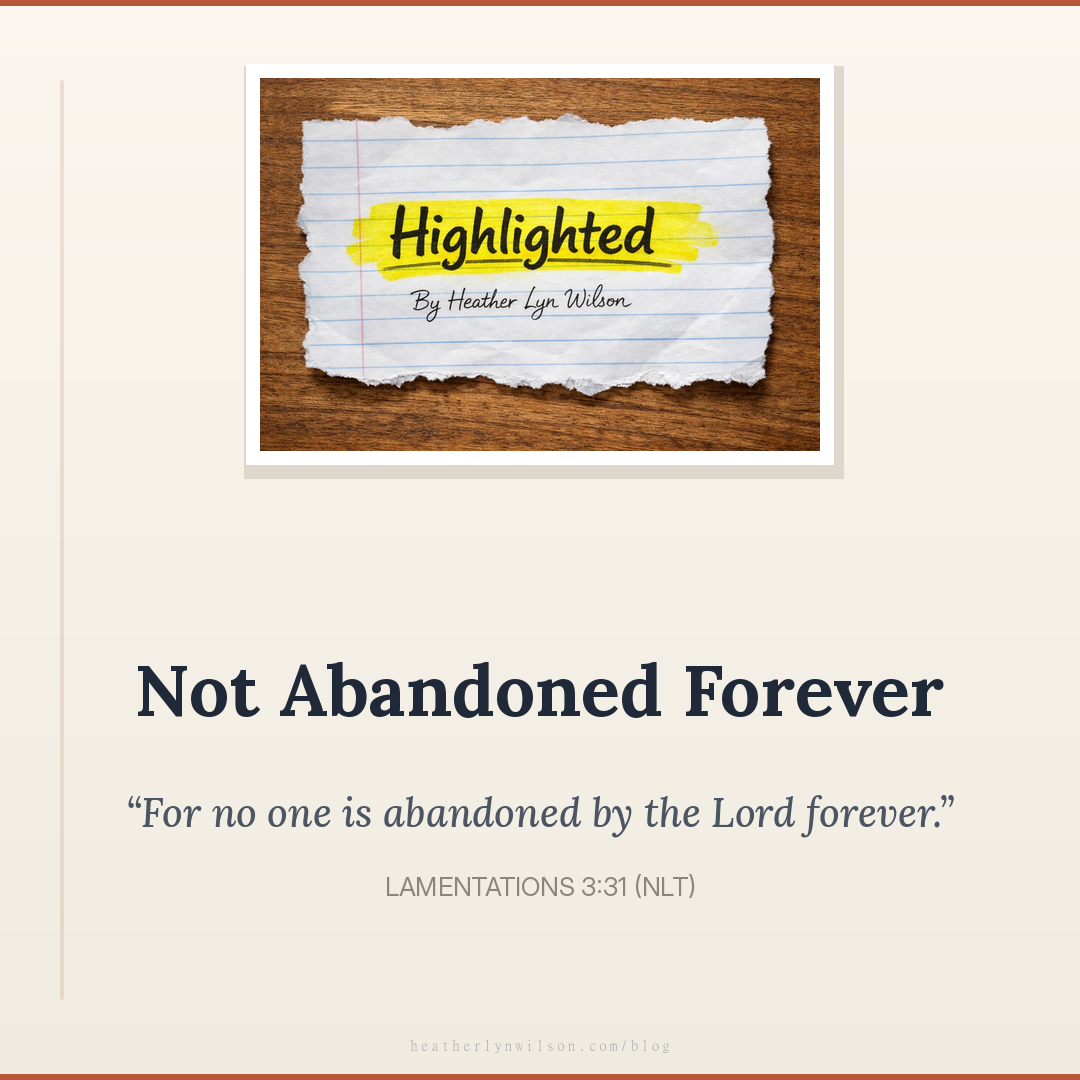 Highlighted
By Heather Lyn Wilson
Not Abandoned Forever
“For no one is abandoned by the Lord forever.”
LAMENTATIONS 3:31 (NLT)
heatherlynwilson.com/blog